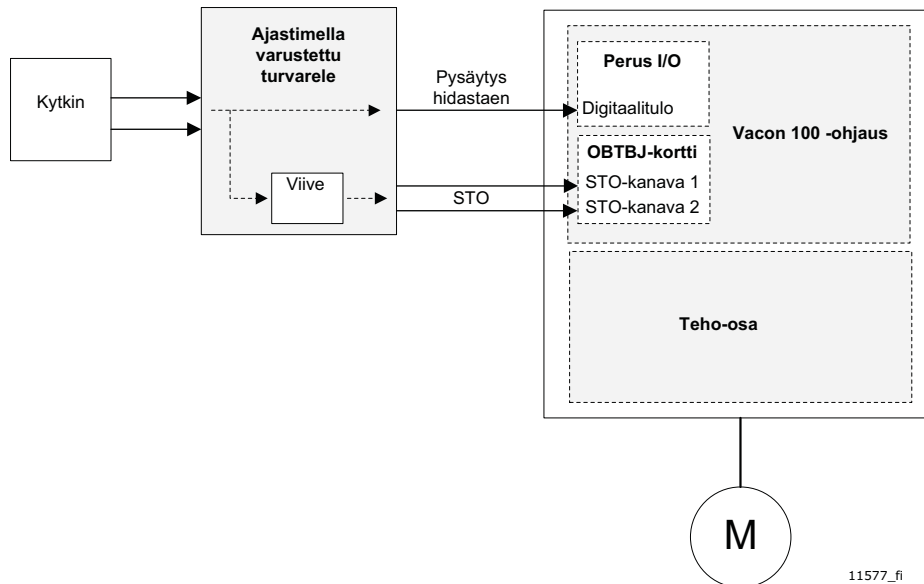 Kytkin
Ajastimella
varustettu
turvarele
Viive
Pysäytys
hidastaen
STO
Perus I/O
Digitaalitulo
OBTBJ-kortti
STO-kanava 1
STO-kanava 2
Vacon 100 -ohjaus
Teho-osa
M
11577_fi